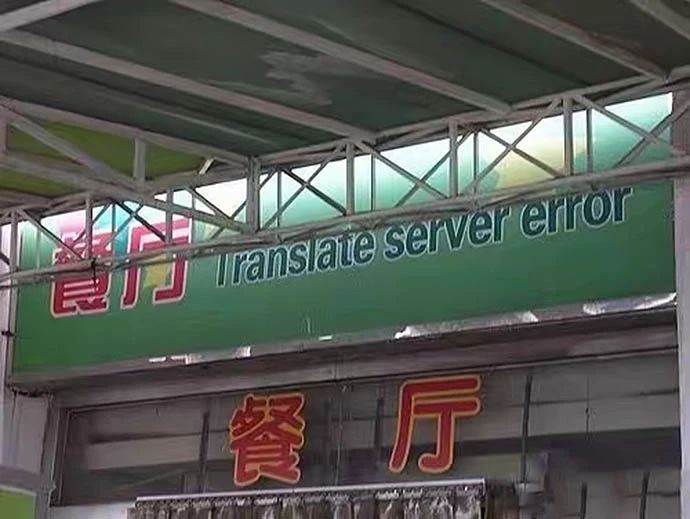 餐厅 Translate server error
餐厅